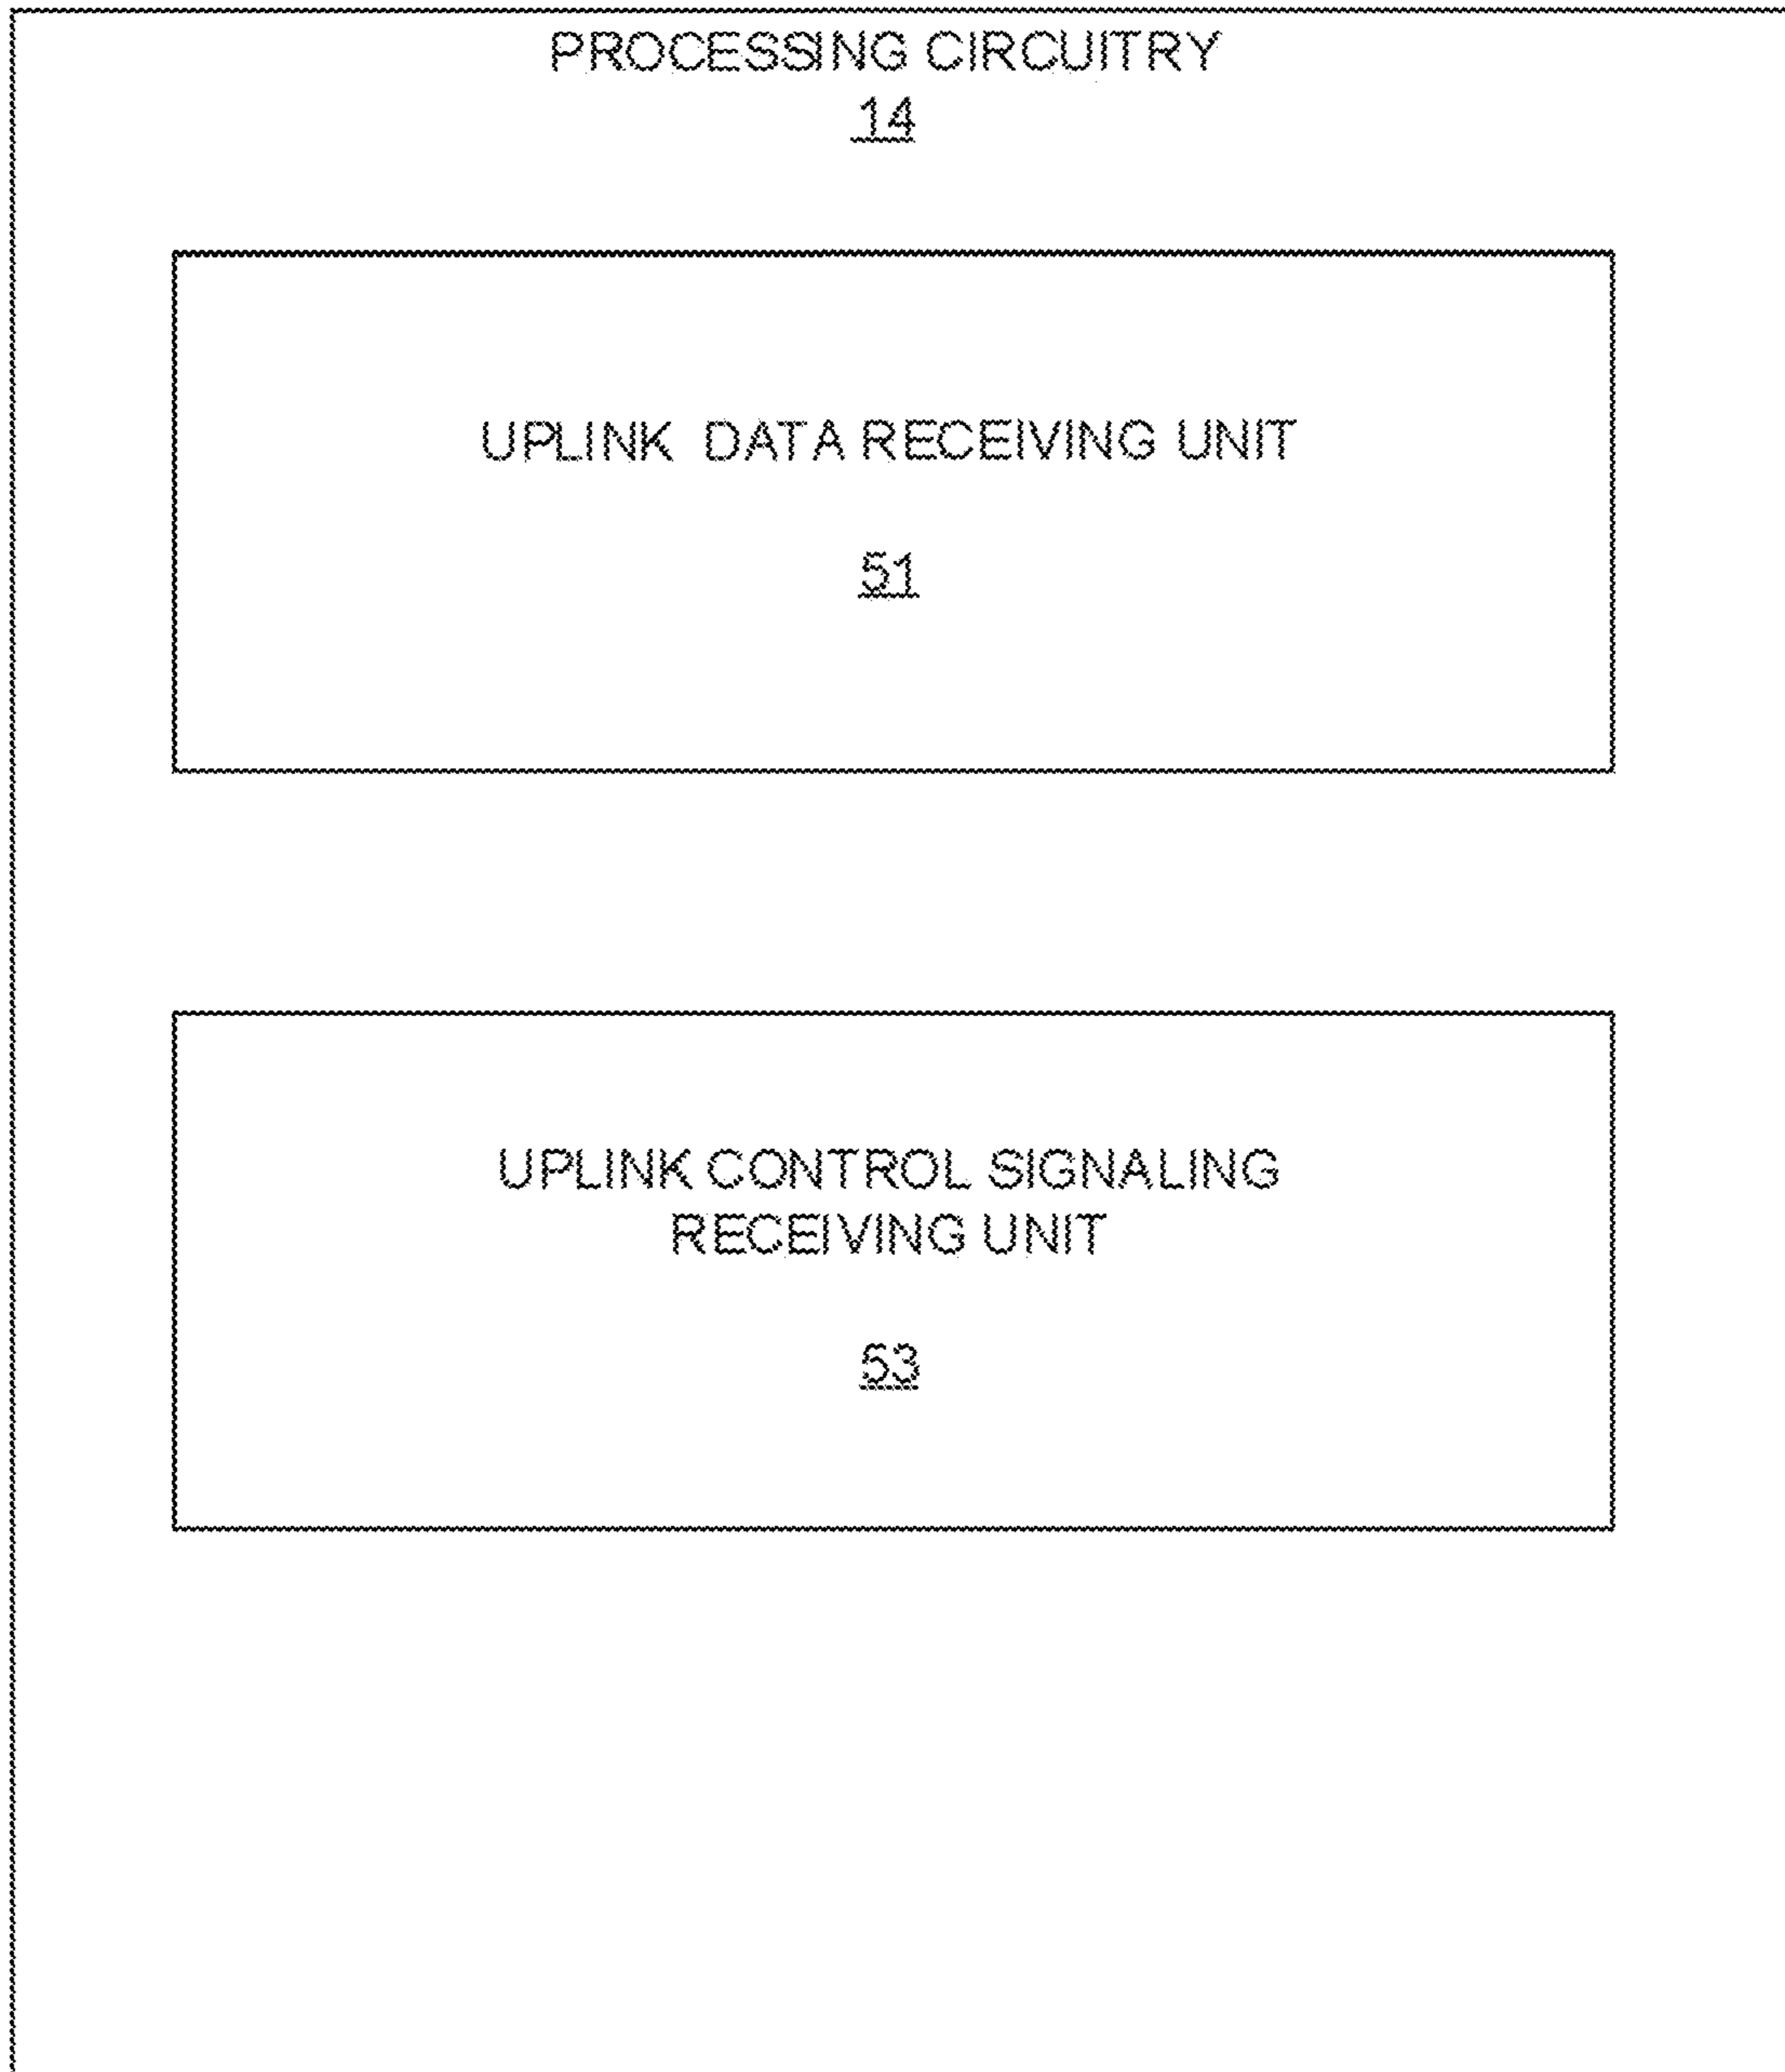 PROCESSING CIRCUITRY
14
UPLINK DATA RECEIVING UNIT
51
UPLINK CONTROL SIGNALING
RECEIVING UNIT
53